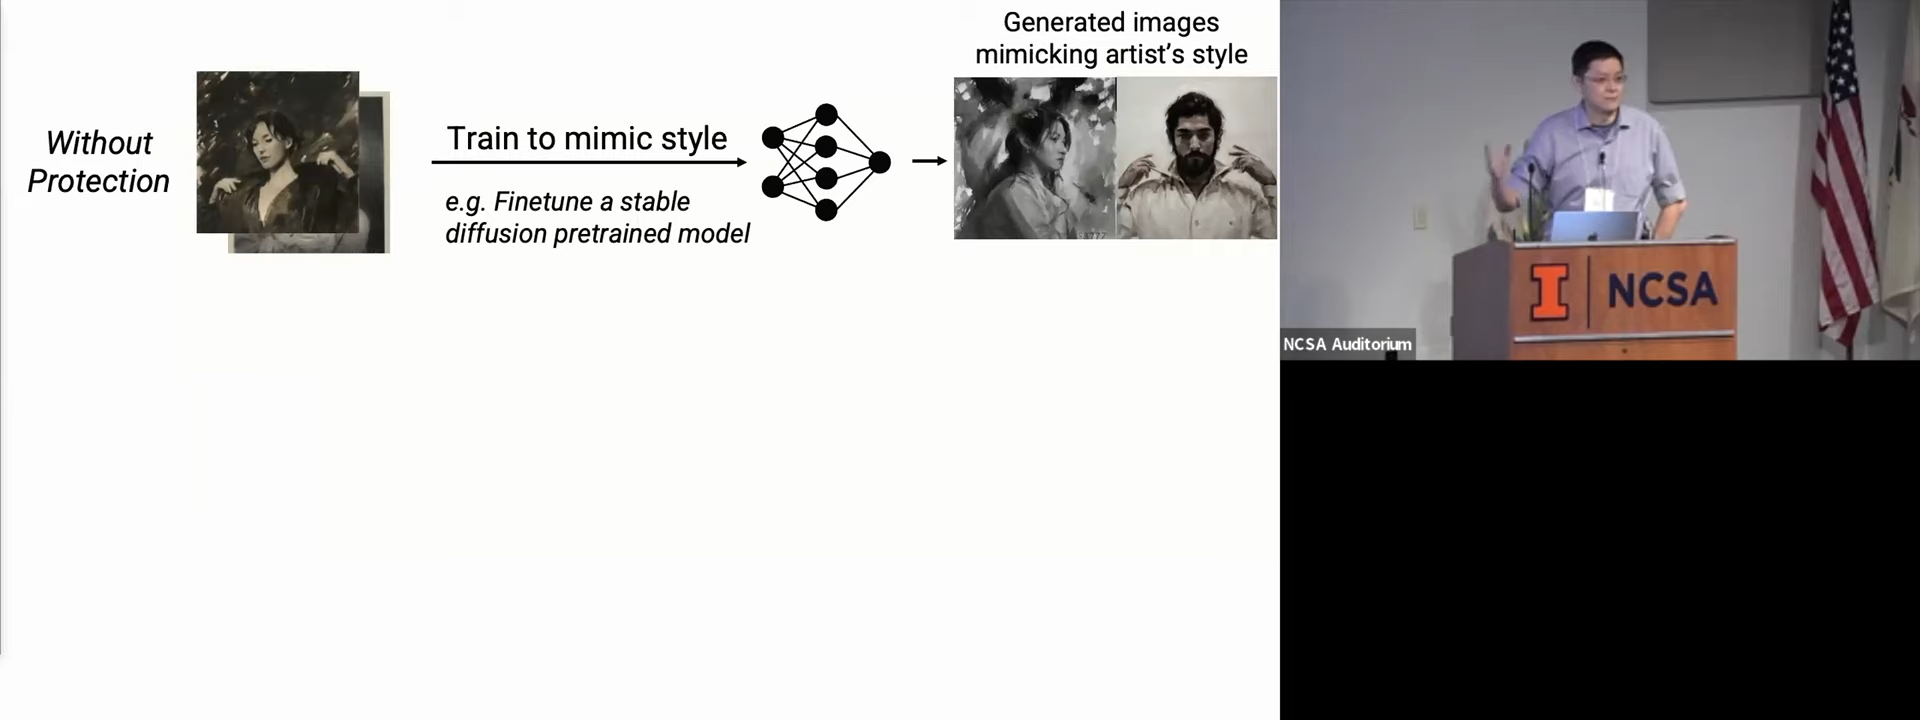 Generated images
mimicking artist's style
Without
Protection
Train to mimic style
e.g. Finetune a stable
diffusion pretrained model
I NCSA
NCSA Auditorium